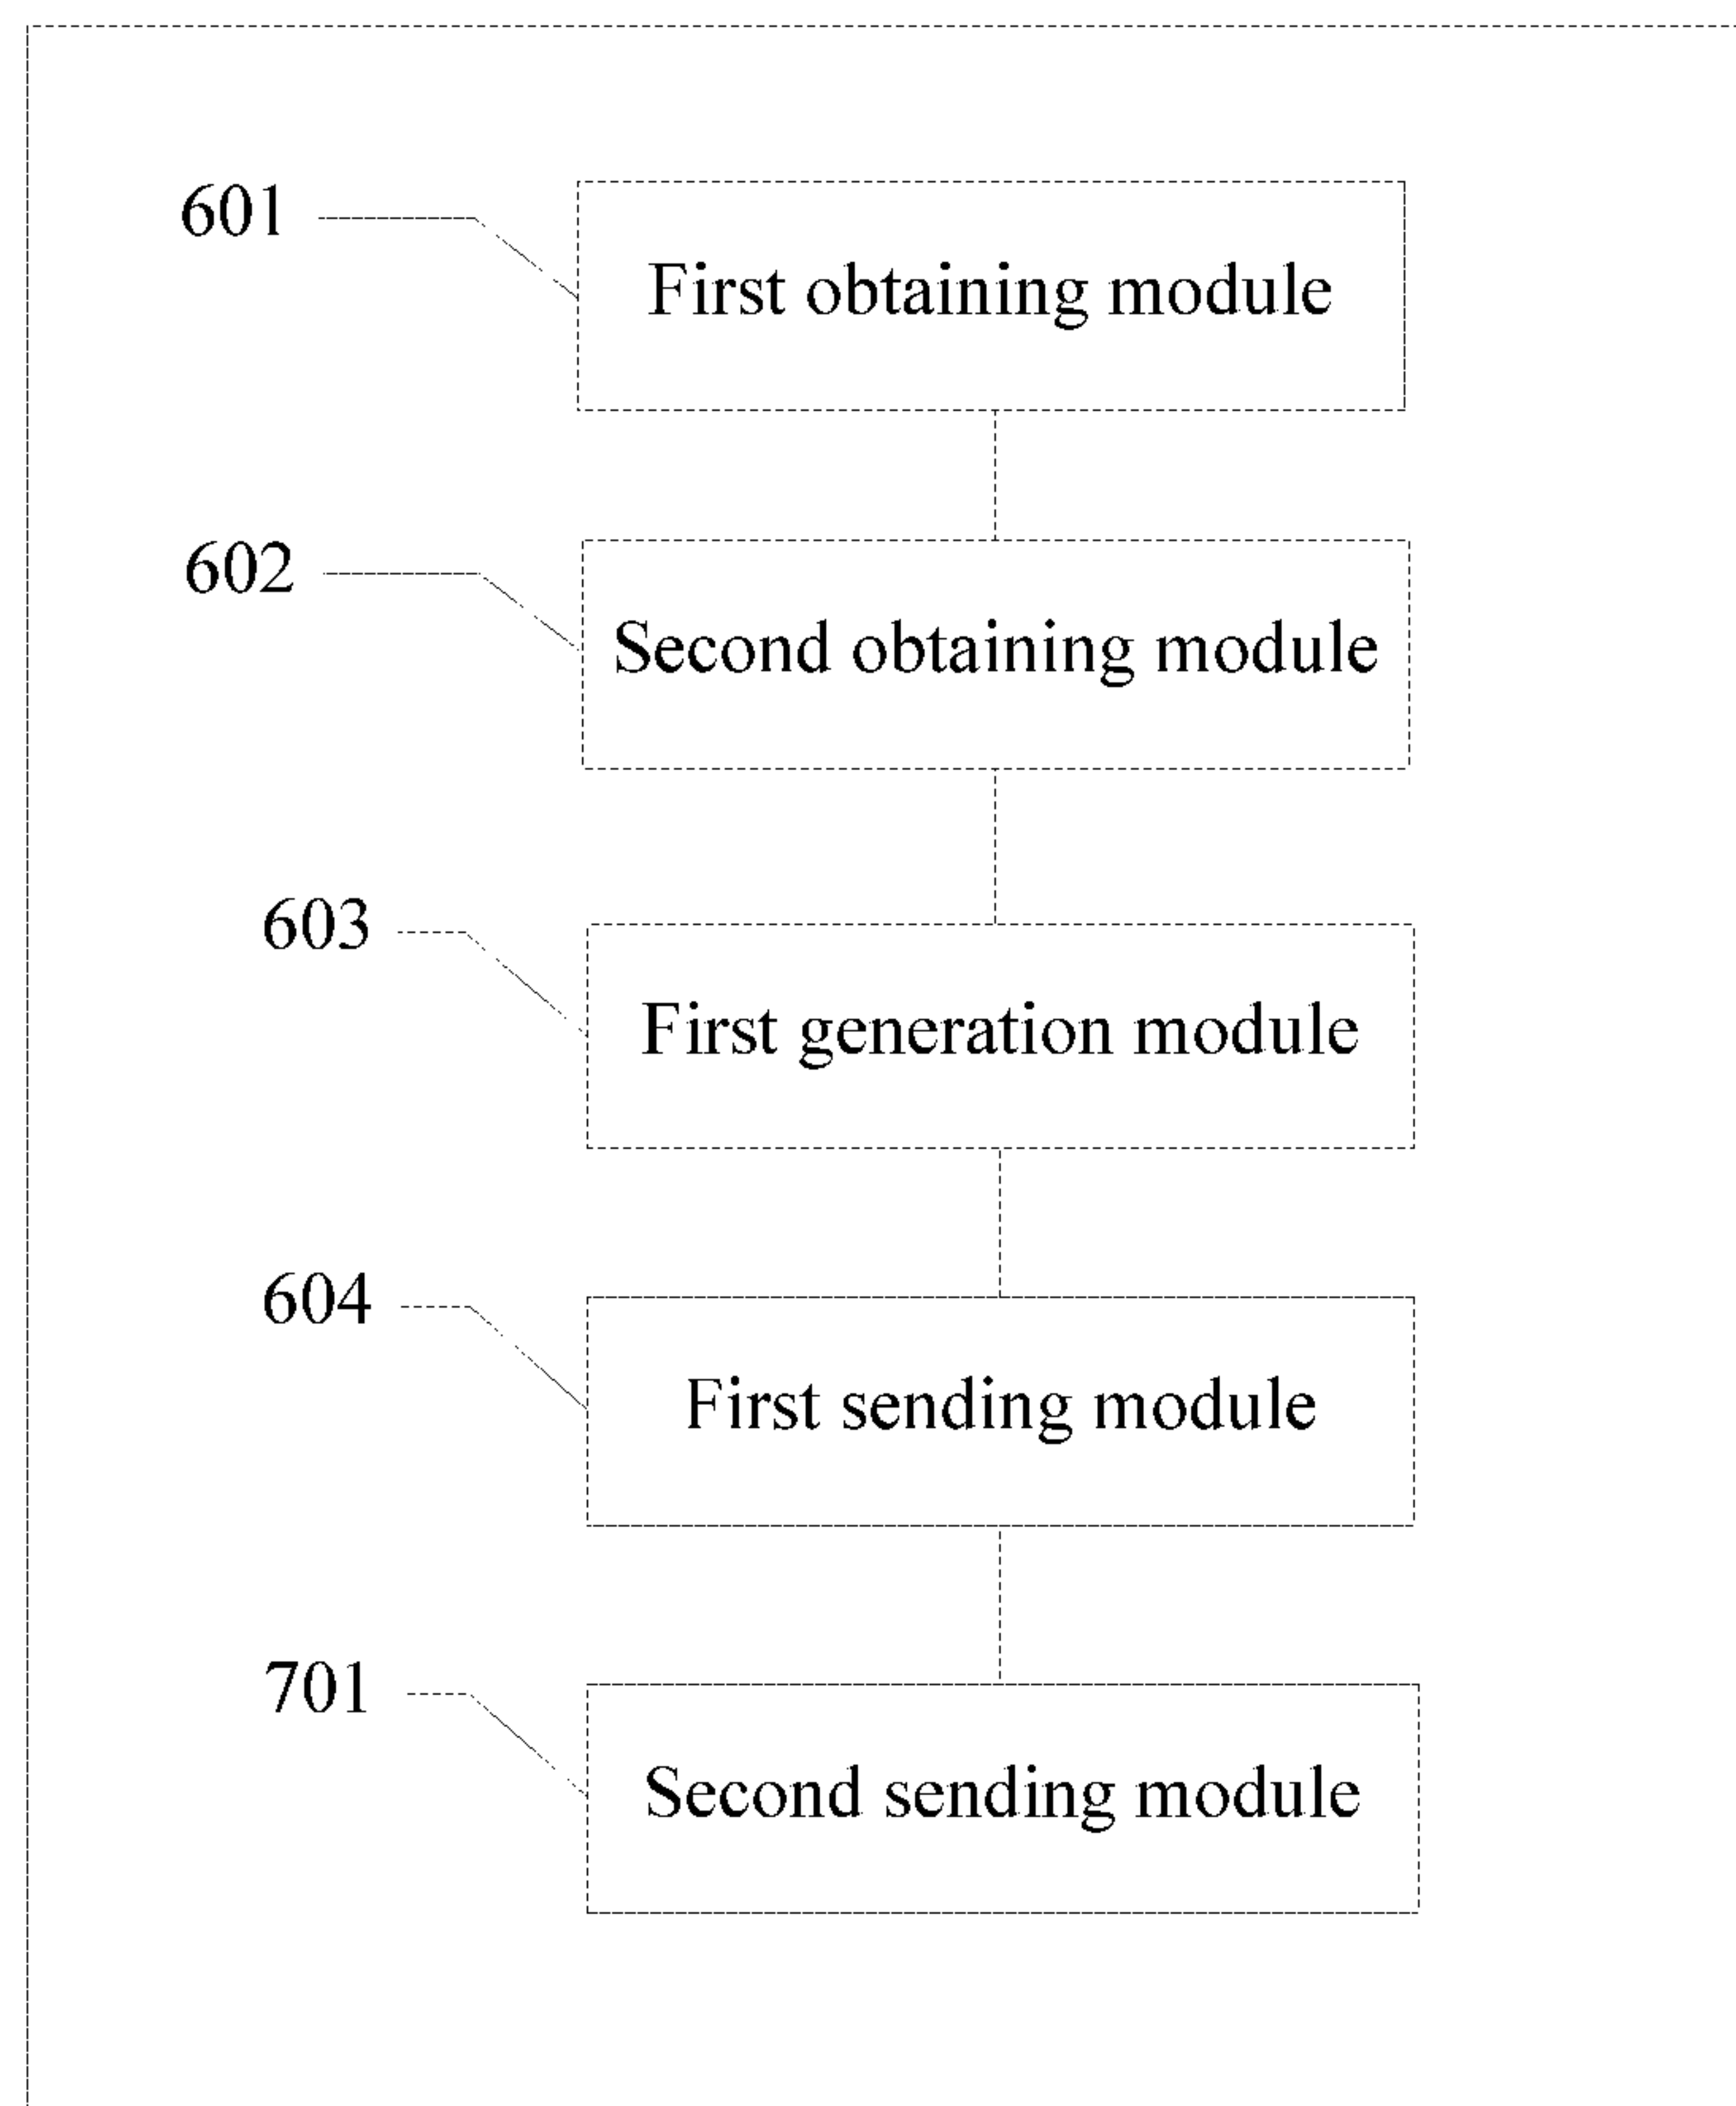 601
First obtaining module
602
Second obtaining module
603
First generation module
604
First sending module
701
Second sending module